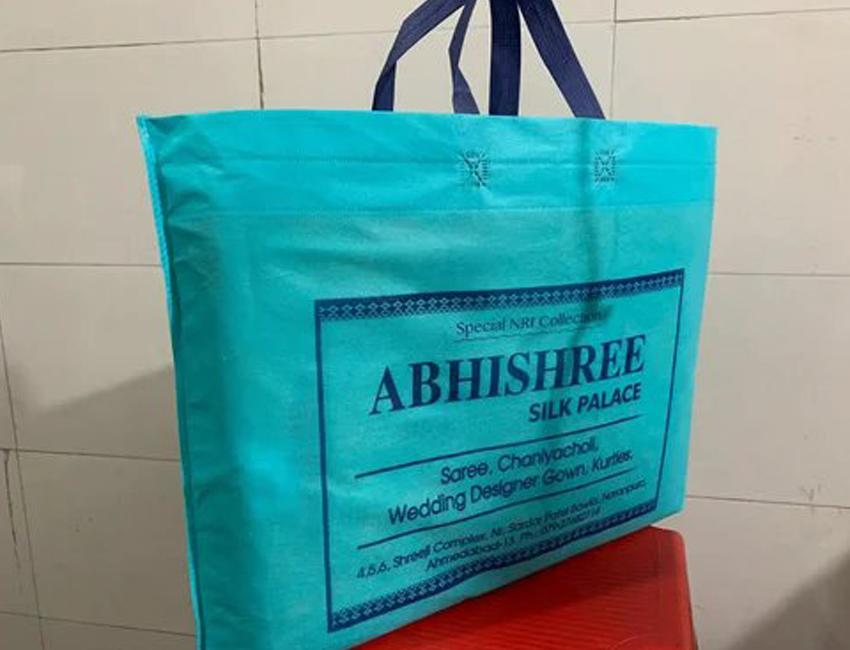 Special NRI Collection
ABHISHREE
SILK PALACE
Saree, Chaniyacholi,
Wedding Designer Gown, Kurties.
4,5,6, Shreeji Complex, Nr. Sardar Patel Bawla, Naranpura,
Ahmedabad-13. Ph.: